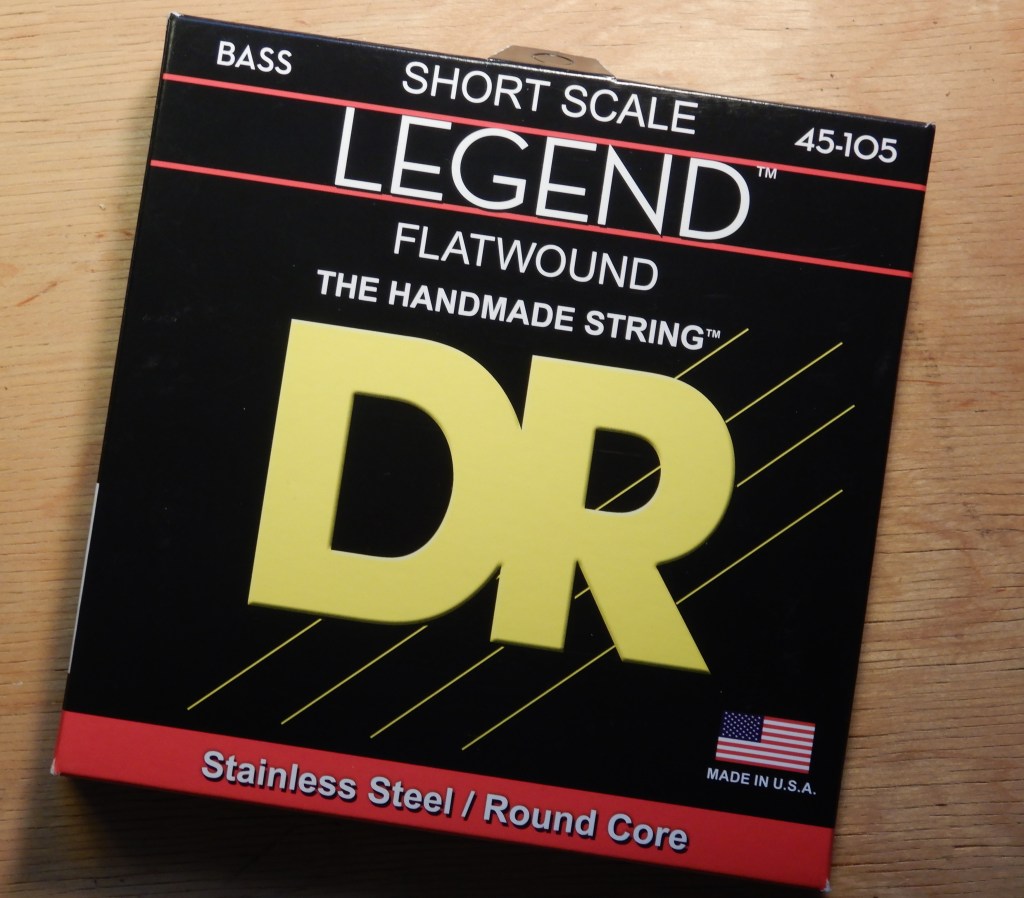 BASS
SHORT SCALE
45-105
LEGEND™
FLATWOUND
THE HANDMADE STRING™
DR
MADE IN U.S.A.
Stainless Steel / Round Core